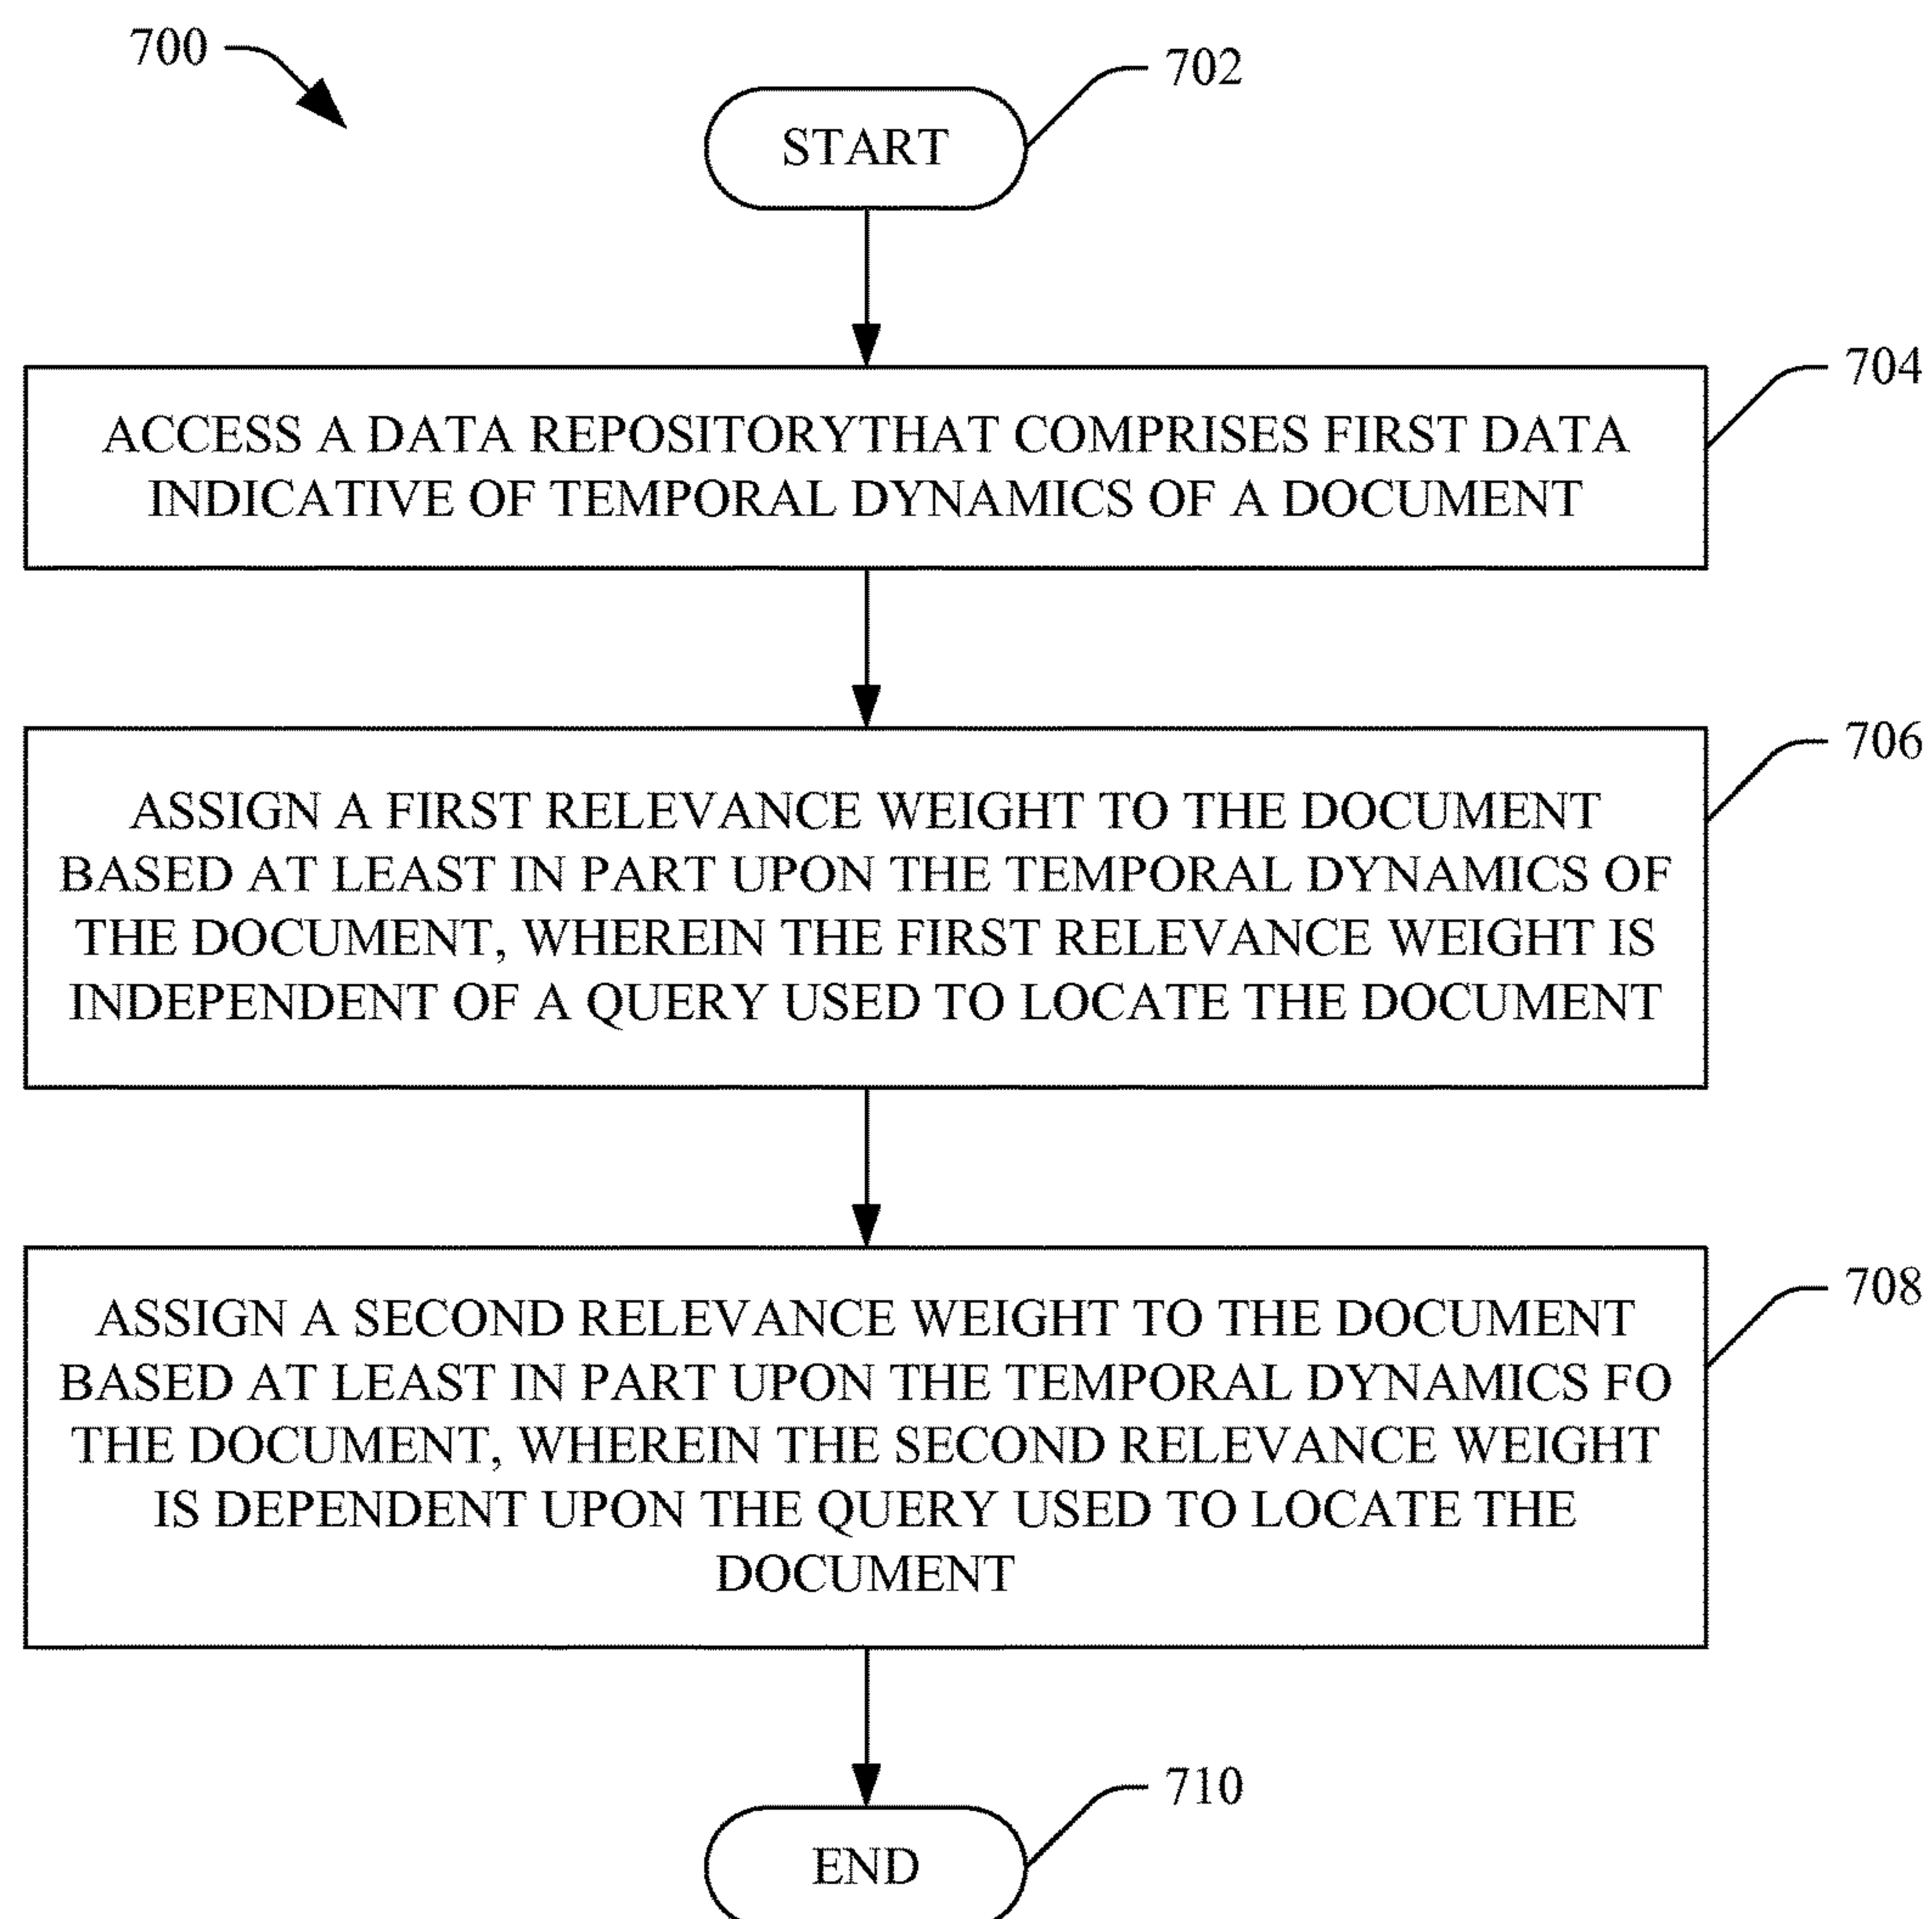 700
702
START
704
ACCESS A DATA REPOSITORYTHAT COMPRISES FIRST DATA
INDICATIVE OF TEMPORAL DYNAMICS OF A DOCUMENT
706
ASSIGN A FIRST RELEVANCE WEIGHT TO THE DOCUMENT
BASED AT LEAST IN PART UPON THE TEMPORAL DYNAMICS OF
THE DOCUMENT, WHEREIN THE FIRST RELEVANCE WEIGHT IS
INDEPENDENT OF A QUERY USED TO LOCATE THE DOCUMENT
708
ASSIGN A SECOND RELEVANCE WEIGHT TO THE DOCUMENT
BASED AT LEAST IN PART UPON THE TEMPORAL DYNAMICS FO
THE DOCUMENT, WHEREIN THE SECOND RELEVANCE WEIGHT
IS DEPENDENT UPON THE QUERY USED TO LOCATE THE
DOCUMENT
710
END